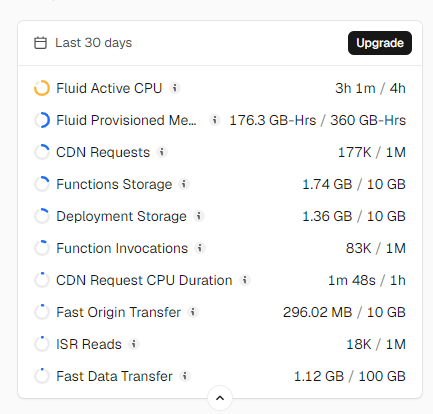 Last 30 days Upgrade
Fluid Active CPU 3h 1m / 4h
Fluid Provisioned Me... 176.3 GB-Hrs / 360 GB-Hrs
CDN Requests 177K / 1M
Functions Storage 1.74 GB / 10 GB
Deployment Storage 1.36 GB / 10 GB
Function Invocations 83K / 1M
CDN Request CPU Duration 1m 48s / 1h
Fast Origin Transfer 296.02 MB / 10 GB
ISR Reads 18K / 1M
Fast Data Transfer 1.12 GB / 100 GB